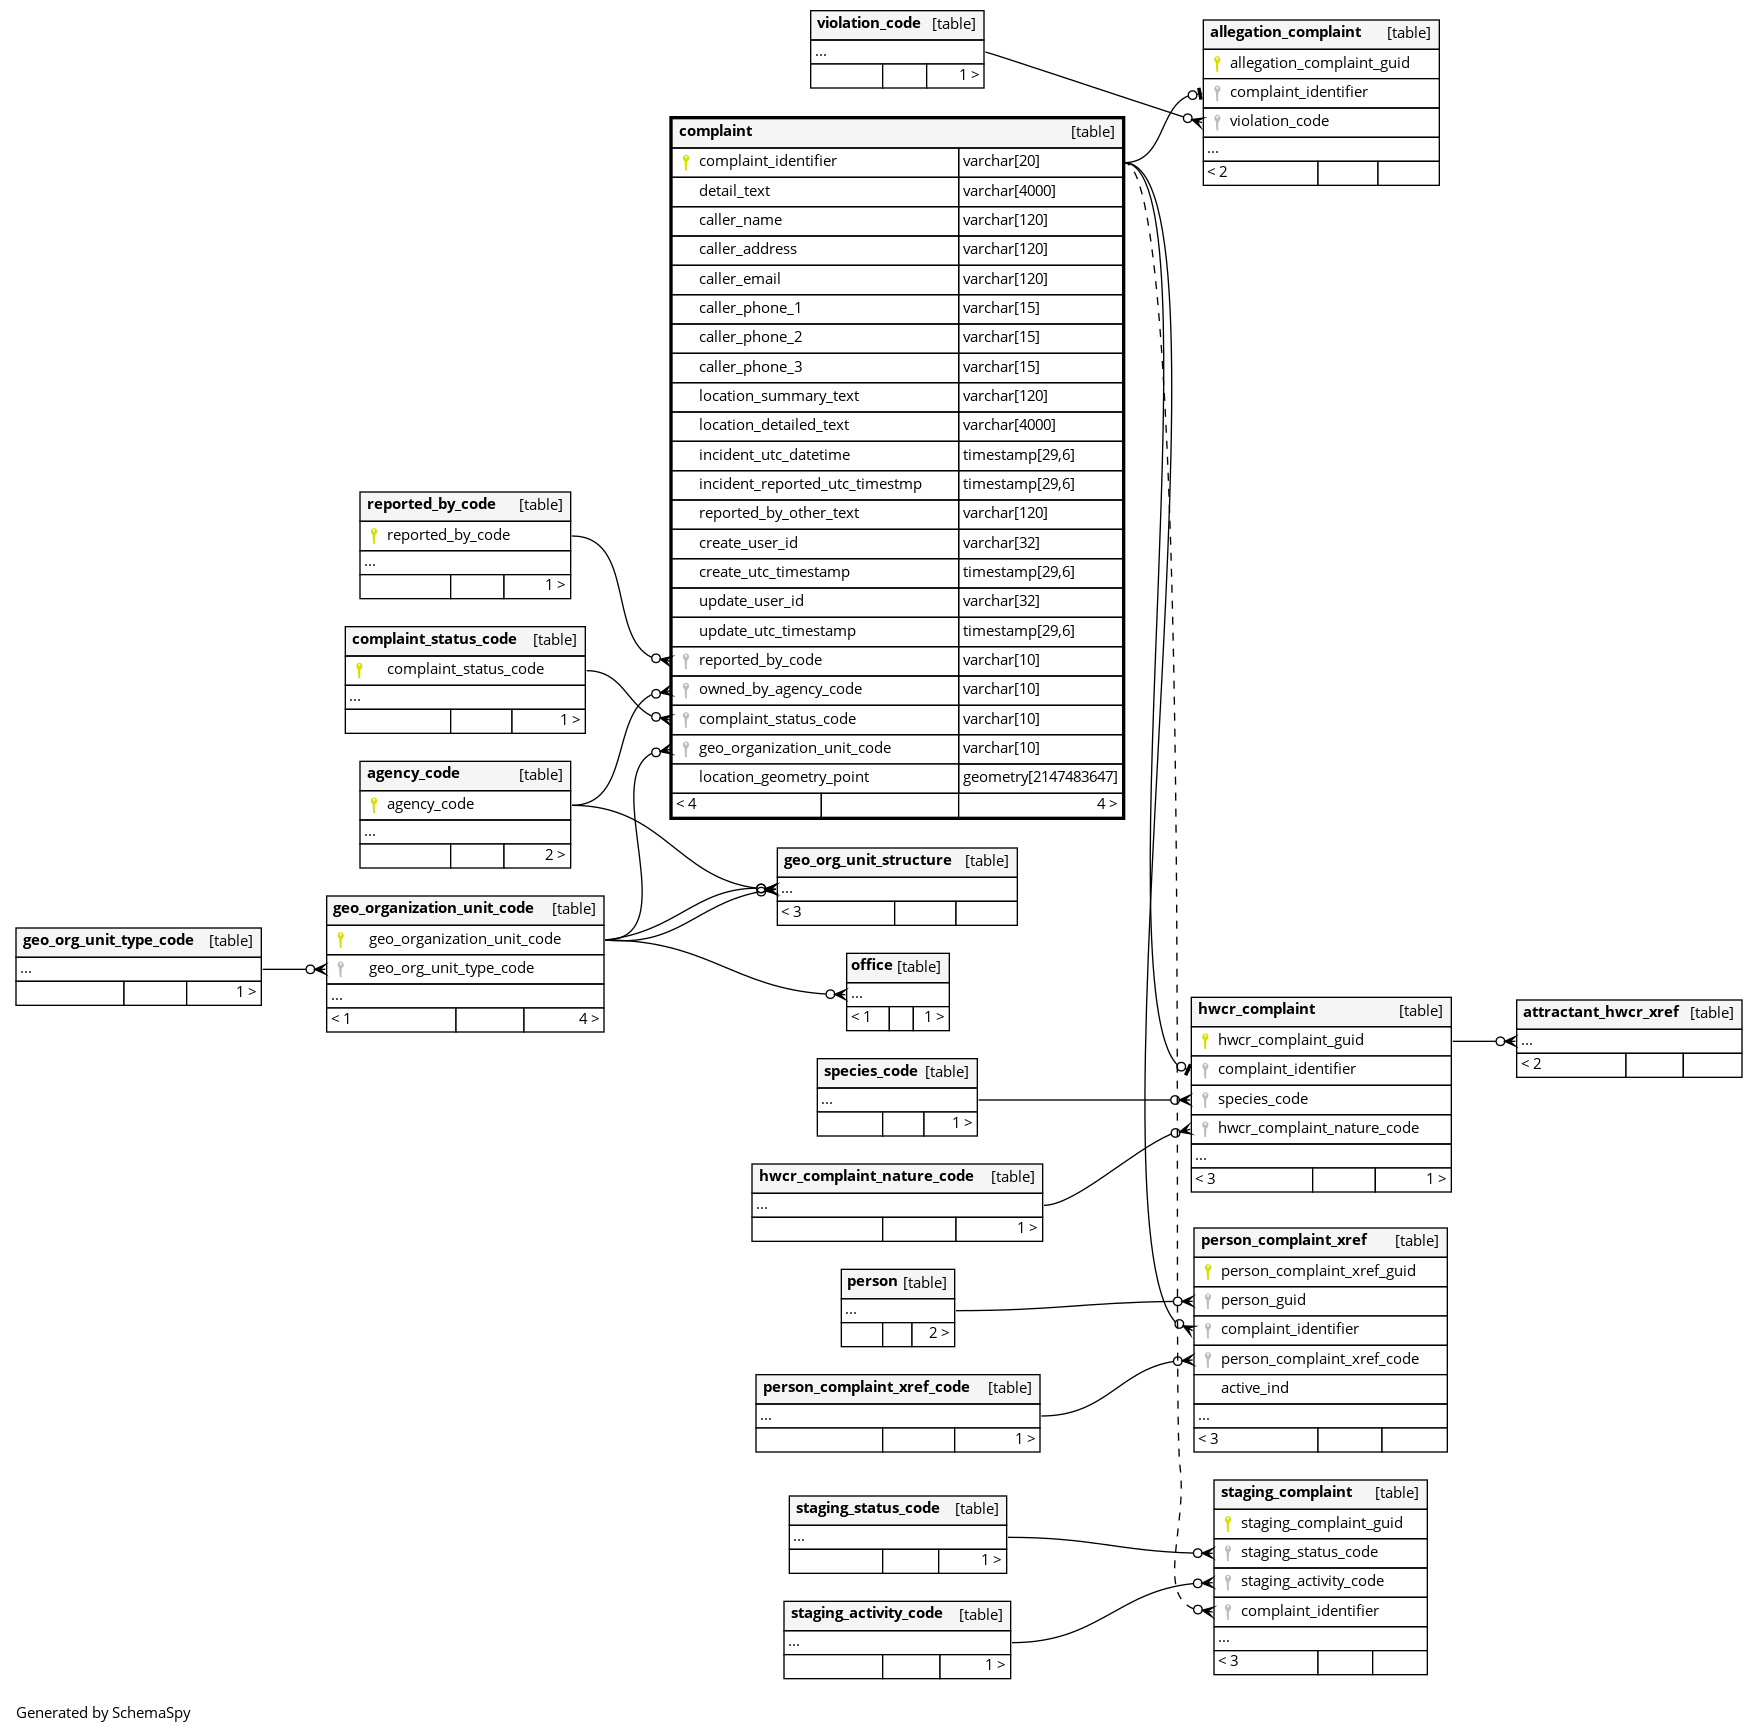 violation_code [table]
...
1 >
allegation_complaint [table]
allegation_complaint_guid
complaint_identifier
violation_code
...
< 2
complaint [table]
complaint_identifier varchar[20]
detail_text varchar[4000]
caller_name varchar[120]
caller_address varchar[120]
caller_email varchar[120]
caller_phone_1 varchar[15]
caller_phone_2 varchar[15]
caller_phone_3 varchar[15]
location_summary_text varchar[120]
location_detailed_text varchar[4000]
incident_utc_datetime timestamp[29,6]
incident_reported_utc_timestmp timestamp[29,6]
reported_by_other_text varchar[120]
create_user_id varchar[32]
create_utc_timestamp timestamp[29,6]
update_user_id varchar[32]
update_utc_timestamp timestamp[29,6]
reported_by_code varchar[10]
owned_by_agency_code varchar[10]
complaint_status_code varchar[10]
geo_organization_unit_code varchar[10]
location_geometry_point geometry[2147483647]
< 4 4 >
reported_by_code [table]
reported_by_code
...
1 >
complaint_status_code [table]
complaint_status_code
...
1 >
agency_code [table]
agency_code
...
2 >
geo_organization_unit_code [table]
geo_organization_unit_code
geo_org_unit_type_code
...
< 1 4 >
geo_org_unit_type_code [table]
...
1 >
geo_org_unit_structure [table]
...
< 3
office [table]
...
< 1 1 >
species_code [table]
...
1 >
hwcr_complaint_nature_code [table]
...
1 >
hwcr_complaint [table]
hwcr_complaint_guid
complaint_identifier
species_code
hwcr_complaint_nature_code
...
< 3 1 >
attractant_hwcr_xref [table]
...
< 2
person [table]
...
2 >
person_complaint_xref_code [table]
...
1 >
person_complaint_xref [table]
person_complaint_xref_guid
person_guid
complaint_identifier
person_complaint_xref_code
active_ind
...
< 3
staging_status_code [table]
...
1 >
staging_activity_code [table]
...
1 >
staging_complaint [table]
staging_complaint_guid
staging_status_code
staging_activity_code
complaint_identifier
...
< 3
Generated by SchemaSpy